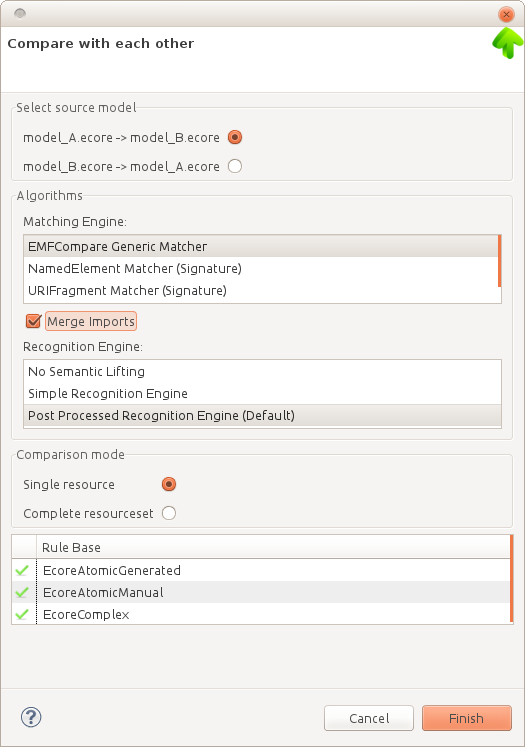 Compare with each other
Select source model
model_A.ecore -> model_B.ecore
model_B.ecore -> model_A.ecore
Algorithms
Matching Engine:
EMFCompare Generic Matcher
NamedElement Matcher (Signature)
URIFragment Matcher (Signature)
Merge Imports
Recognition Engine:
No Semantic Lifting
Simple Recognition Engine
Post Processed Recognition Engine (Default)
Comparison mode
Single resource
Complete resourceset
Rule Base
EcoreAtomicGenerated
EcoreAtomicManual
EcoreComplex
?
Cancel
Finish